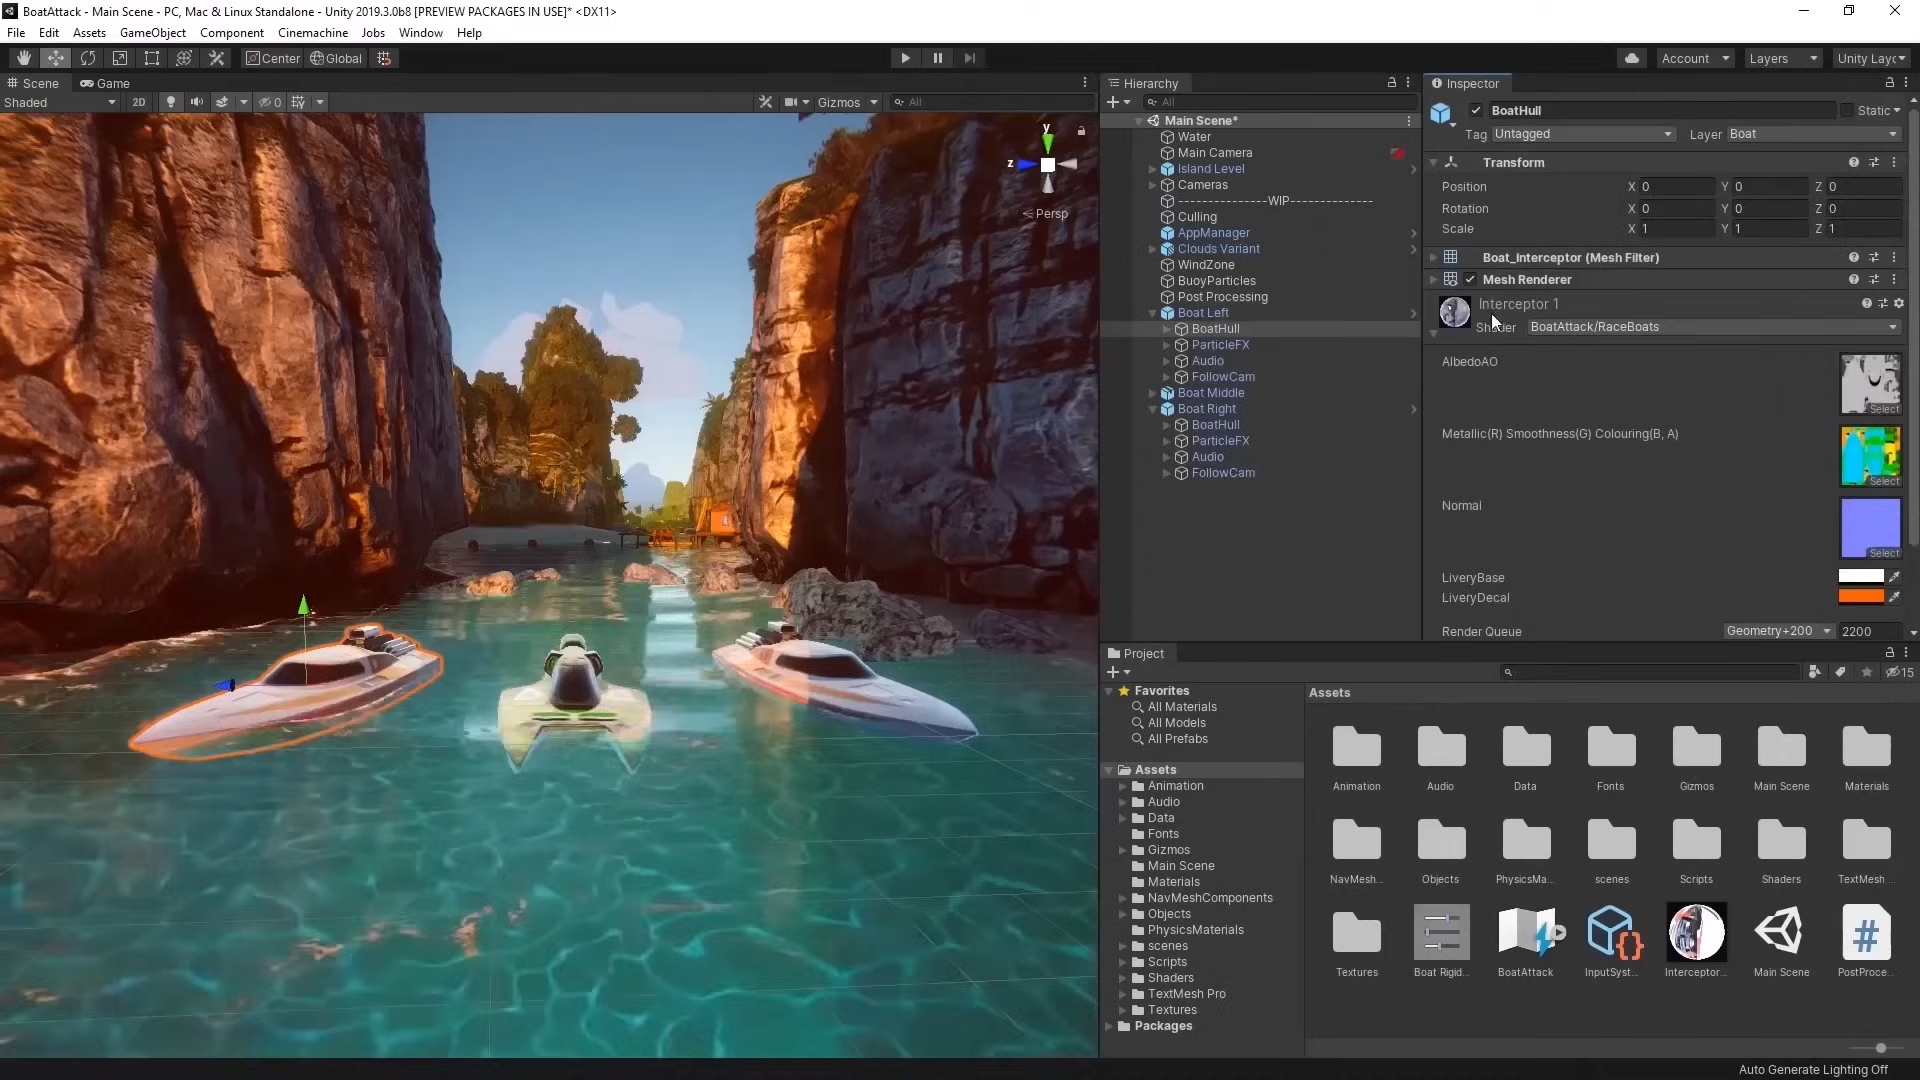 BoatAttack - Main Scene - PC, Mac & Linux Standalone - Unity 2019.3.0b8 [PREVIEW PACKAGES IN USE]* <DX11>
File Edit Assets GameObject Component Cinemachine Jobs Window Help
Center Global
Account Layers Unity Lay
Scene Game
Shaded 2D 0 Gizmos All
y
z
Persp
Hierarchy
All
Main Scene*
Water
Main Camera
Island Level
Cameras
---------------WIP--------------
Culling
AppManager
Clouds Variant
WindZone
BuoyParticles
Post Processing
Boat Left
BoatHull
ParticleFX
Audio
FollowCam
Boat Middle
Boat Right
BoatHull
ParticleFX
Audio
FollowCam
Inspector
BoatHull Static
Tag Untagged Layer Boat
Transform
Position X 0 Y 0 Z 0
Rotation X 0 Y 0 Z 0
Scale X 1 Y 1 Z 1
Boat_Interceptor (Mesh Filter)
Mesh Renderer
Interceptor 1
Shader BoatAttack/RaceBoats
AlbedoAO
Select
Metallic(R) Smoothness(G) Colouring(B, A)
Select
Normal
Select
LiveryBase
LiveryDecal
Render Queue Geometry+200 2200
Project
15
Favorites
All Materials
All Models
All Prefabs
Assets
Animation
Audio
Data
Fonts
Gizmos
Main Scene
Materials
NavMeshComponents
Objects
PhysicsMaterials
scenes
Scripts
Shaders
TextMesh Pro
Textures
Packages
Assets
Animation Audio Data Fonts Gizmos Main Scene Materials
NavMesh... Objects PhysicsMa... scenes Scripts Shaders TextMesh
Textures Boat Rigid... BoatAttack InputSyst... Interceptor... Main Scene PostProce...
Auto Generate Lighting Off